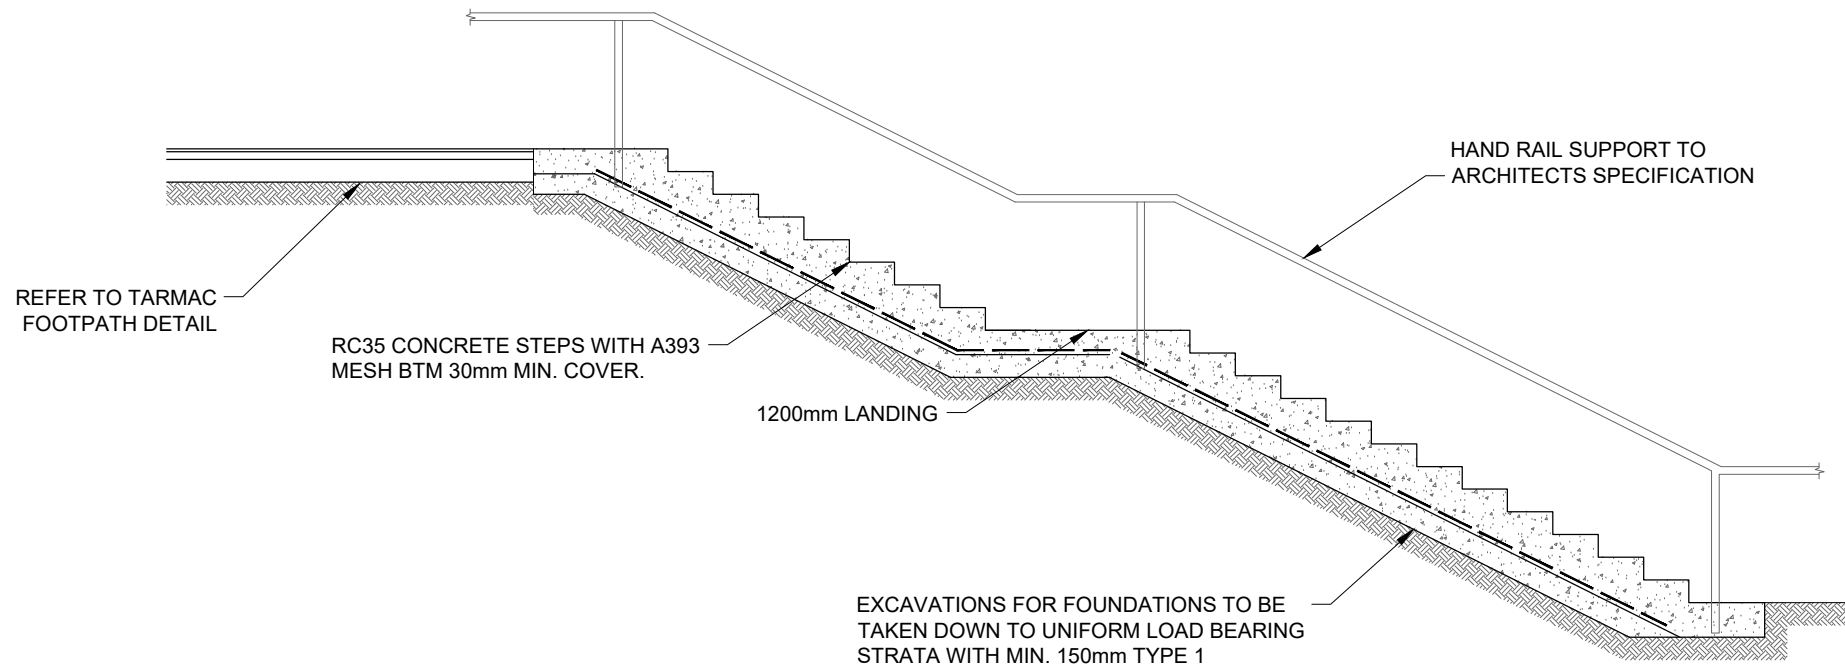 HAND RAIL SUPPORT TO
ARCHITECTS SPECIFICATION
REFER TO TARMAC
FOOTPATH DETAIL
RC35 CONCRETE STEPS WITH A393
MESH BTM 30mm MIN. COVER.
1200mm LANDING
EXCAVATIONS FOR FOUNDATIONS TO BE
TAKEN DOWN TO UNIFORM LOAD BEARING
STRATA WITH MIN. 150mm TYPE 1